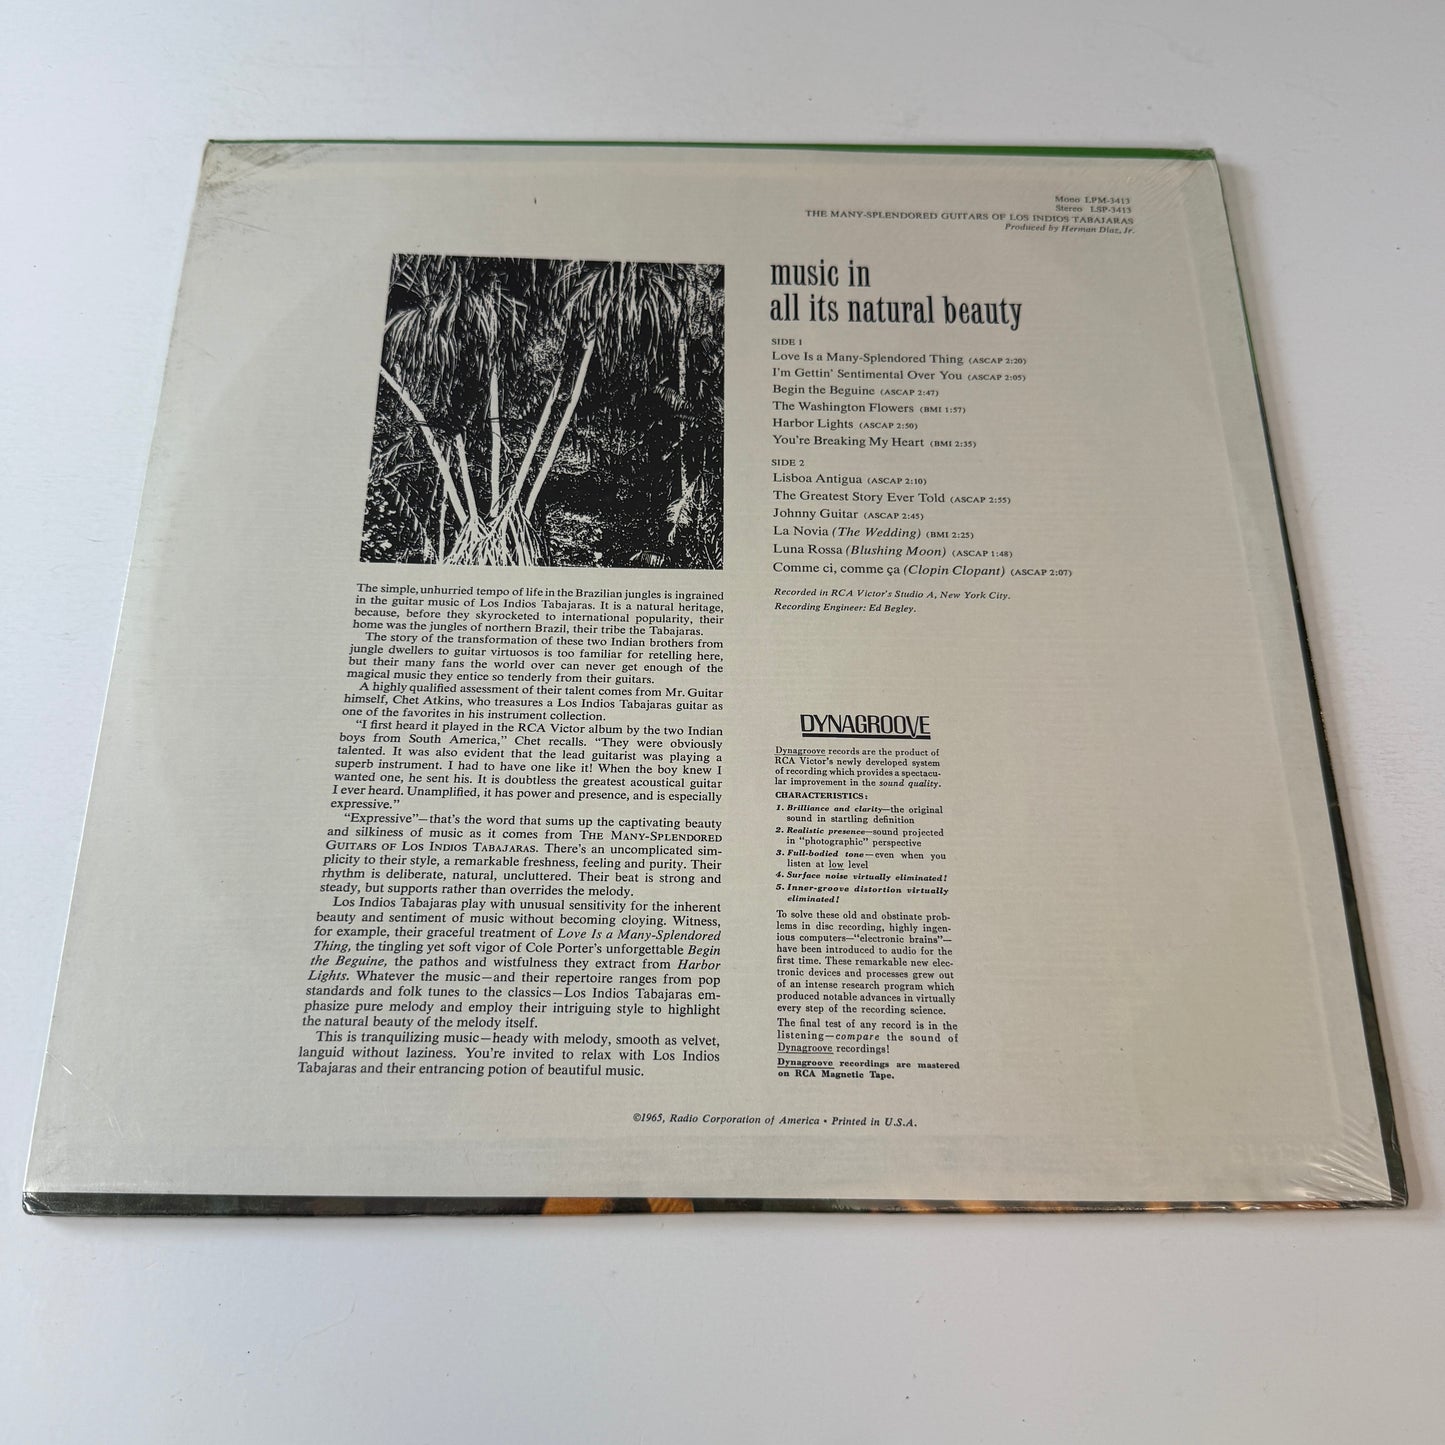 Mono LPM-3413
Stereo LSP-3413
THE MANY-SPLENDORED GUITARS OF LOS INDIOS TABAJARAS
Produced by Herman Diaz, Jr.
music in
all its natural beauty
SIDE 1
Love Is a Many-Splendored Thing (ASCAP 2:20)
I'm Gettin' Sentimental Over You (ASCAP 2:05)
Begin the Beguine (ASCAP 2:47)
The Washington Flowers (BMI 1:57)
Harbor Lights (ASCAP 2:50)
You're Breaking My Heart (BMI 2:35)
SIDE 2
Lisboa Antigua (ASCAP 2:10)
The Greatest Story Ever Told (ASCAP 2:55)
Johnny Guitar (ASCAP 2:45)
La Novia (The Wedding) (BMI 2:25)
Luna Rossa (Blushing Moon) (ASCAP 1:48)
Comme ci, comme ça (Clopin Clopant) (ASCAP 2:07)
Recorded in RCA Victor's Studio A, New York City.
Recording Engineer: Ed Begley.
The simple, unhurried tempo of life in the Brazilian jungles is ingrained
in the guitar music of Los Indios Tabajaras. It is a natural heritage,
because, before they skyrocketed to international popularity, their
home was the jungles of northern Brazil, their tribe the Tabajaras.
The story of the transformation of these two Indian brothers from
jungle dwellers to guitar virtuosos is too familiar for retelling here,
but their many fans the world over can never get enough of the
magical music they entice so tenderly from their guitars.
A highly qualified assessment of their talent comes from Mr. Guitar
himself, Chet Atkins, who treasures a Los Indios Tabajaras guitar as
one of the favorites in his instrument collection.
“I first heard it played in the RCA Victor album by the two Indian
boys from South America,” Chet recalls. “They were obviously
talented. It was also evident that the lead guitarist was playing a
superb instrument. I had to have one like it! When the boy knew I
wanted one, he sent his. It is doubtless the greatest acoustical guitar
I ever heard. Unamplified, it has power and presence, and is especially
expressive.”
“Expressive”—that's the word that sums up the captivating beauty
and silkiness of music as it comes from THE MANY-SPLENDORED
GUITARS OF LOS INDIOS TABAJARAS. There's an uncomplicated sim-
plicity to their style, a remarkable freshness, feeling and purity. Their
rhythm is deliberate, natural, uncluttered. Their beat is strong and
steady, but supports rather than overrides the melody.
Los Indios Tabajaras play with unusual sensitivity for the inherent
beauty and sentiment of music without becoming cloying. Witness,
for example, their graceful treatment of Love Is a Many-Splendored
Thing, the tingling yet soft vigor of Cole Porter's unforgettable Begin
the Beguine, the pathos and wistfulness they extract from Harbor
Lights. Whatever the music—and their repertoire ranges from pop
standards and folk tunes to the classics—Los Indios Tabajaras em-
phasize pure melody and employ their intriguing style to highlight
the natural beauty of the melody itself.
This is tranquilizing music—heady with melody, smooth as velvet,
languid without laziness. You're invited to relax with Los Indios
Tabajaras and their entrancing potion of beautiful music.
DYNAGROOVE
Dynagroove records are the product of
RCA Victor's newly developed system
of recording which provides a spectacu-
lar improvement in the sound quality.
CHARACTERISTICS:
1. Brilliance and clarity—the original
sound in startling definition
2. Realistic presence—sound projected
in “photographic” perspective
3. Full-bodied tone—even when you
listen at low level
4. Surface noise virtually eliminated!
5. Inner-groove distortion virtually
eliminated!
To solve these old and obstinate prob-
lems in disc recording, highly ingen-
ious computers—“electronic brains”—
have been introduced to audio for the
first time. These remarkable new elec-
tronic devices and processes grew out
of an intense research program which
produced notable advances in virtually
every step of the recording science.
The final test of any record is in the
listening—compare the sound of
Dynagroove recordings!
Dynagroove recordings are mastered
on RCA Magnetic Tape.
©1965, Radio Corporation of America • Printed in U.S.A.